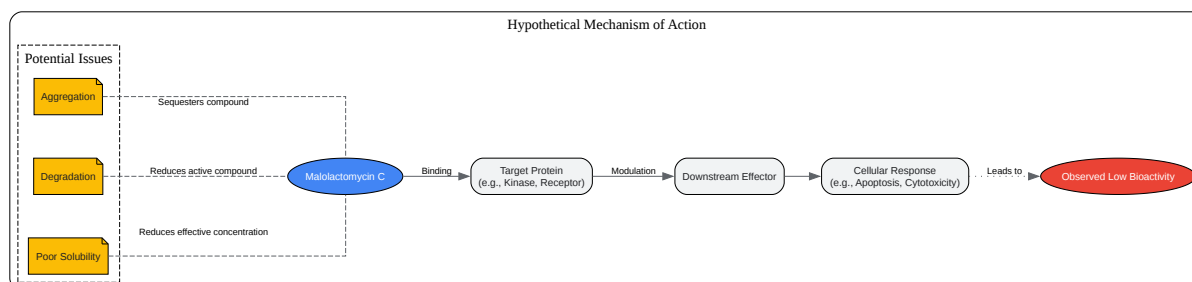 Hypothetical Mechanism of Action
Potential Issues
Aggregation
Sequesters compound
Degradation
Reduces active compound
Malolactomycin C
Binding
Target Protein
(e.g., Kinase, Receptor)
Modulation
Downstream Effector
Cellular Response
(e.g., Apoptosis, Cytotoxicity)
Leads to
Observed Low Bioactivity
Reduces effective concentration
Poor Solubility